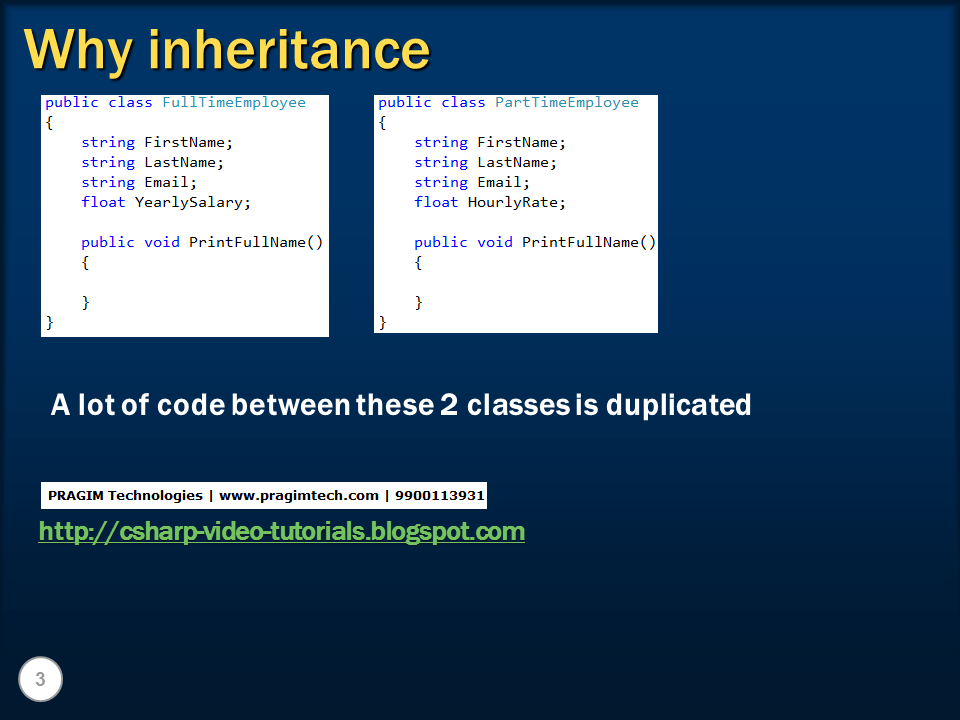 Why inheritance
public class FullTimeEmployee
{
    string FirstName;
    string LastName;
    string Email;
    float YearlySalary;

    public void PrintFullName()
    {

    }
}
public class PartTimeEmployee
{
    string FirstName;
    string LastName;
    string Email;
    float HourlyRate;

    public void PrintFullName()
    {

    }
}
A lot of code between these 2 classes is duplicated
PRAGIM Technologies | www.pragimtech.com | 9900113931
http://csharp-video-tutorials.blogspot.com
3